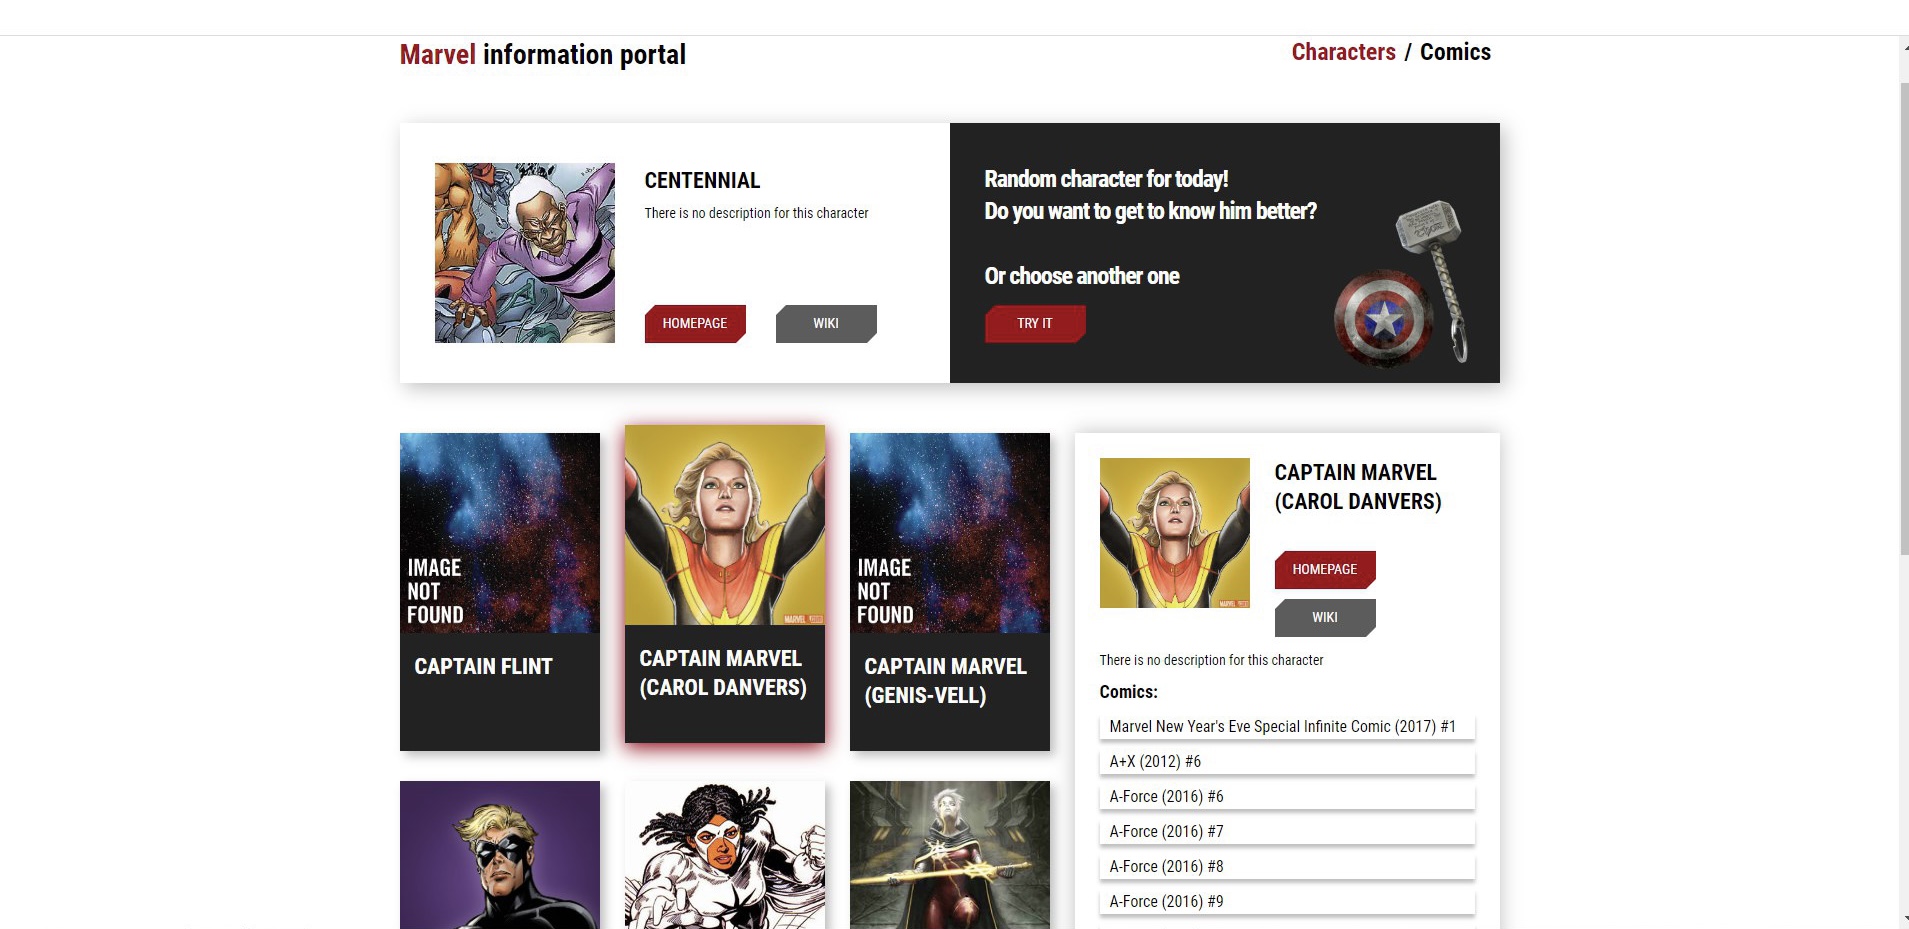 Marvel information portal
Characters / Comics
CENTENNIAL
There is no description for this character
HOMEPAGE
WIKI
Random character for today!
Do you want to get to know him better?
Or choose another one
TRY IT
IMAGE
NOT
FOUND
CAPTAIN FLINT
MARVEL
CAPTAIN MARVEL
(CAROL DANVERS)
IMAGE
NOT
FOUND
CAPTAIN MARVEL
(GENIS-VELL)
CAPTAIN MARVEL
(CAROL DANVERS)
HOMEPAGE
WIKI
There is no description for this character
Comics:
Marvel New Year's Eve Special Infinite Comic (2017) #1
A+X (2012) #6
A-Force (2016) #6
A-Force (2016) #7
A-Force (2016) #8
A-Force (2016) #9